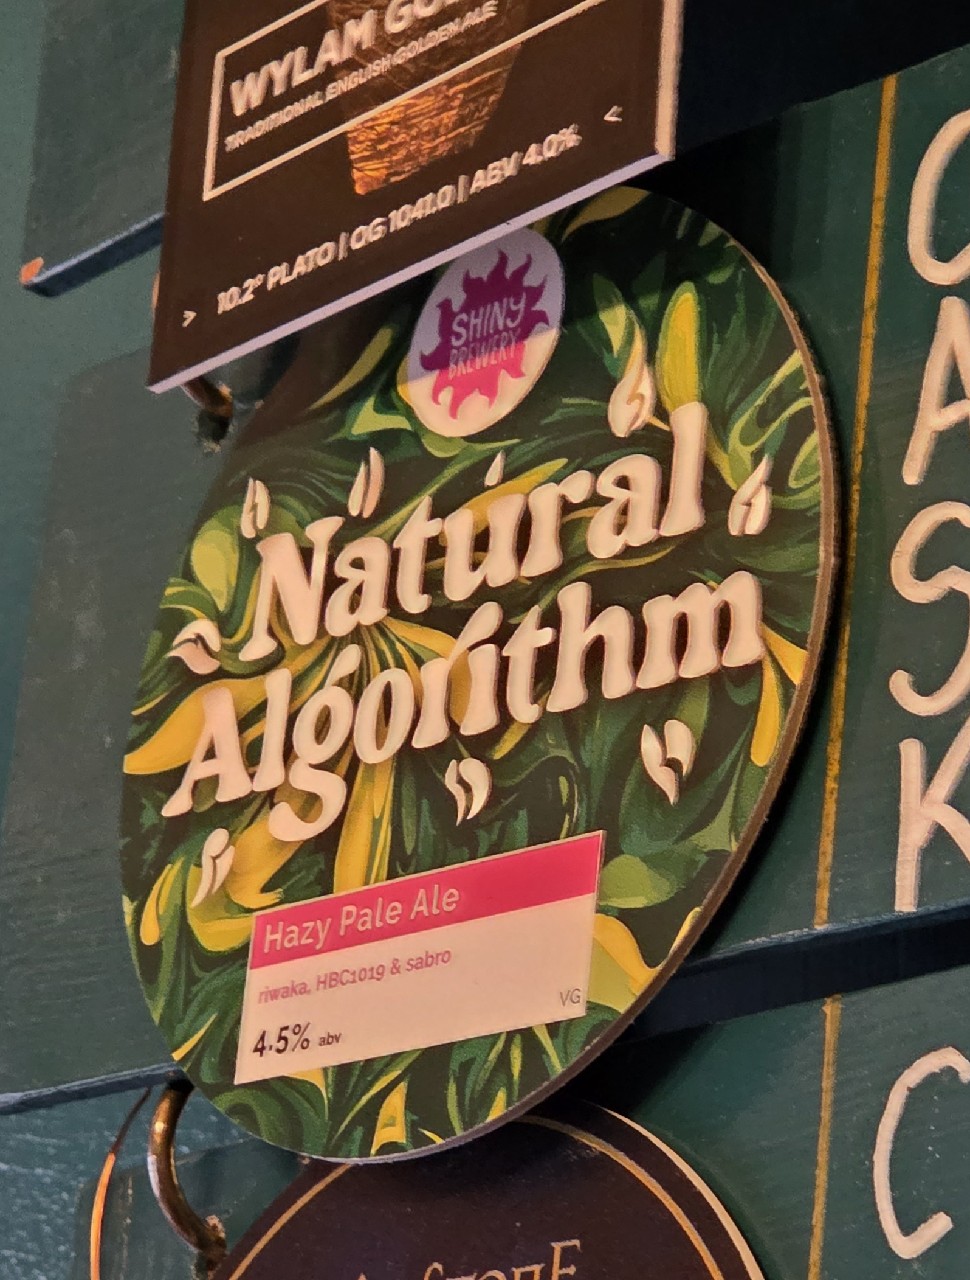 WYLAM
TRADITIONAL ENGLISH GOLDEN ALE
> 10.2° PLATO | OG 1041.0 | ABV 4.0% <
SHINY
BREWERY
Natural
Algorithm
Hazy Pale Ale
riwaka, HBC1019 & sabro
4.5% abv
VG
CASK
C